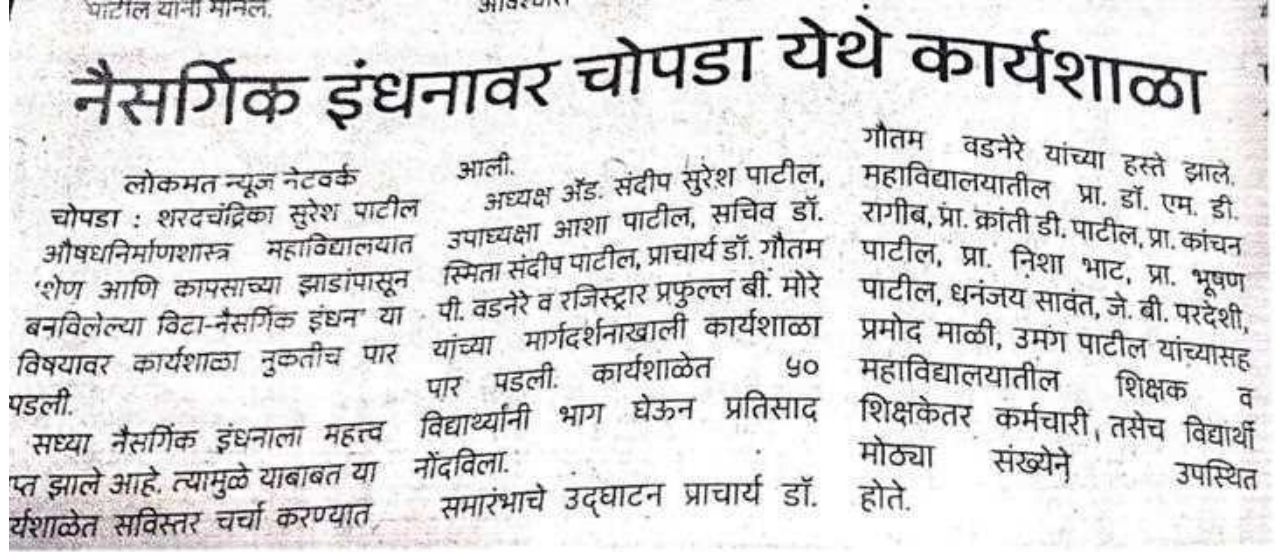 पाटील यांनी मानले.
नैसर्गिक इंधनावर चोपडा येथे कार्यशाळा
लोकमत न्यूज नेटवर्क
चोपडा : शरदचंद्रिका सुरेश पाटील
औषधनिर्माणशास्त्र महाविद्यालयात
'शेण आणि कापसाच्या झाडांपासून
बनविलेल्या विटा-नैसर्गिक इंधन' या
विषयावर कार्यशाळा नुकतीच पार
पडली.
सध्या नैसर्गिक इंधनाला महत्त्व
प्त झाले आहे. त्यामुळे याबाबत या
र्यशाळेत सविस्तर चर्चा करण्यात
आली.
अध्यक्ष ॲड. संदीप सुरेश पाटील,
उपाध्यक्षा आशा पाटील, सचिव डॉ.
स्मिता संदीप पाटील, प्राचार्य डॉ. गौतम
पी. वडनेरे व रजिस्ट्रार प्रफुल्ल बी. मोरे
यांच्या मार्गदर्शनाखाली कार्यशाळा
पार पडली. कार्यशाळेत ५०
विद्यार्थ्यांनी भाग घेऊन प्रतिसाद
नोंदविला.
समारंभाचे उद्घाटन प्राचार्य डॉ.
गौतम वडनेरे यांच्या हस्ते झाले.
महाविद्यालयातील प्रा. डॉ. एम. डी.
रागीब, प्रा. क्रांती डी. पाटील, प्रा. कांचन
पाटील, प्रा. निशा भाट, प्रा. भूषण
पाटील, धनंजय सावंत, जे. बी. परदेशी,
प्रमोद माळी, उमंग पाटील यांच्यासह
महाविद्यालयातील शिक्षक व
शिक्षकेतर कर्मचारी, तसेच विद्यार्थी
मोठ्या संख्येने उपस्थित
होते.